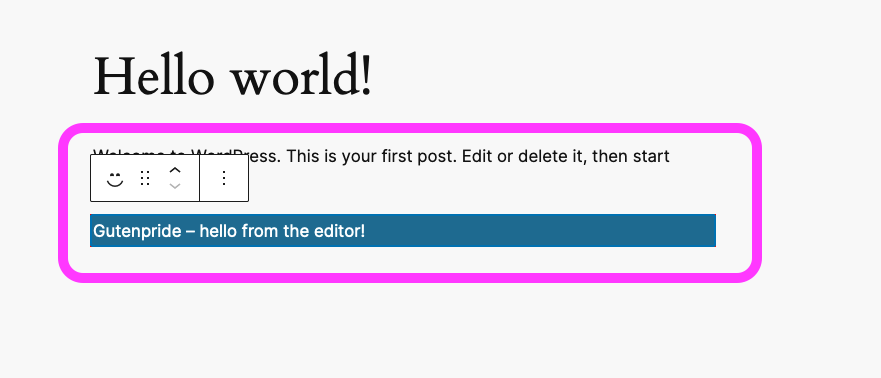 Hello world!
Welcome to WordPress. This is your first post. Edit or delete it, then start
Gutenpride – hello from the editor!